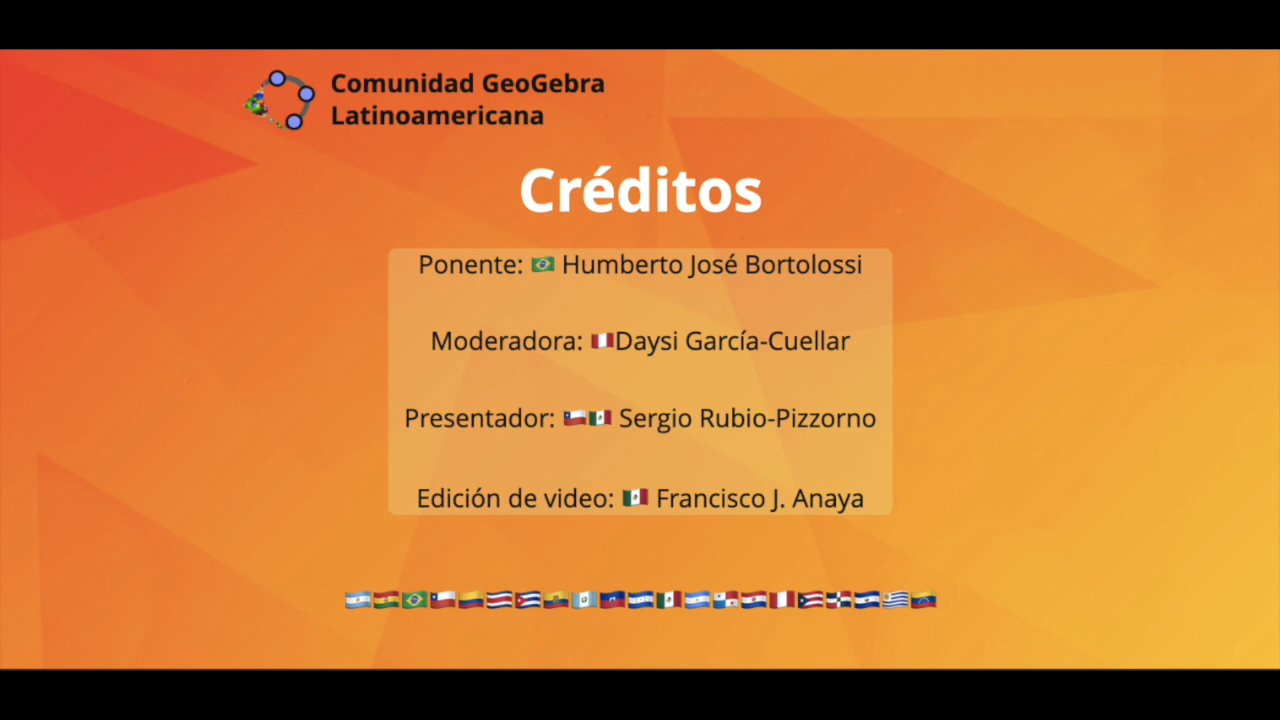 Comunidad GeoGebra
Latinoamericana
Créditos
Ponente: 🇧🇷 Humberto José Bortolossi
Moderadora: 🇵🇪Daysi García-Cuellar
Presentador: 🇨🇱🇲🇽 Sergio Rubio-Pizzorno
Edición de video: 🇲🇽 Francisco J. Anaya